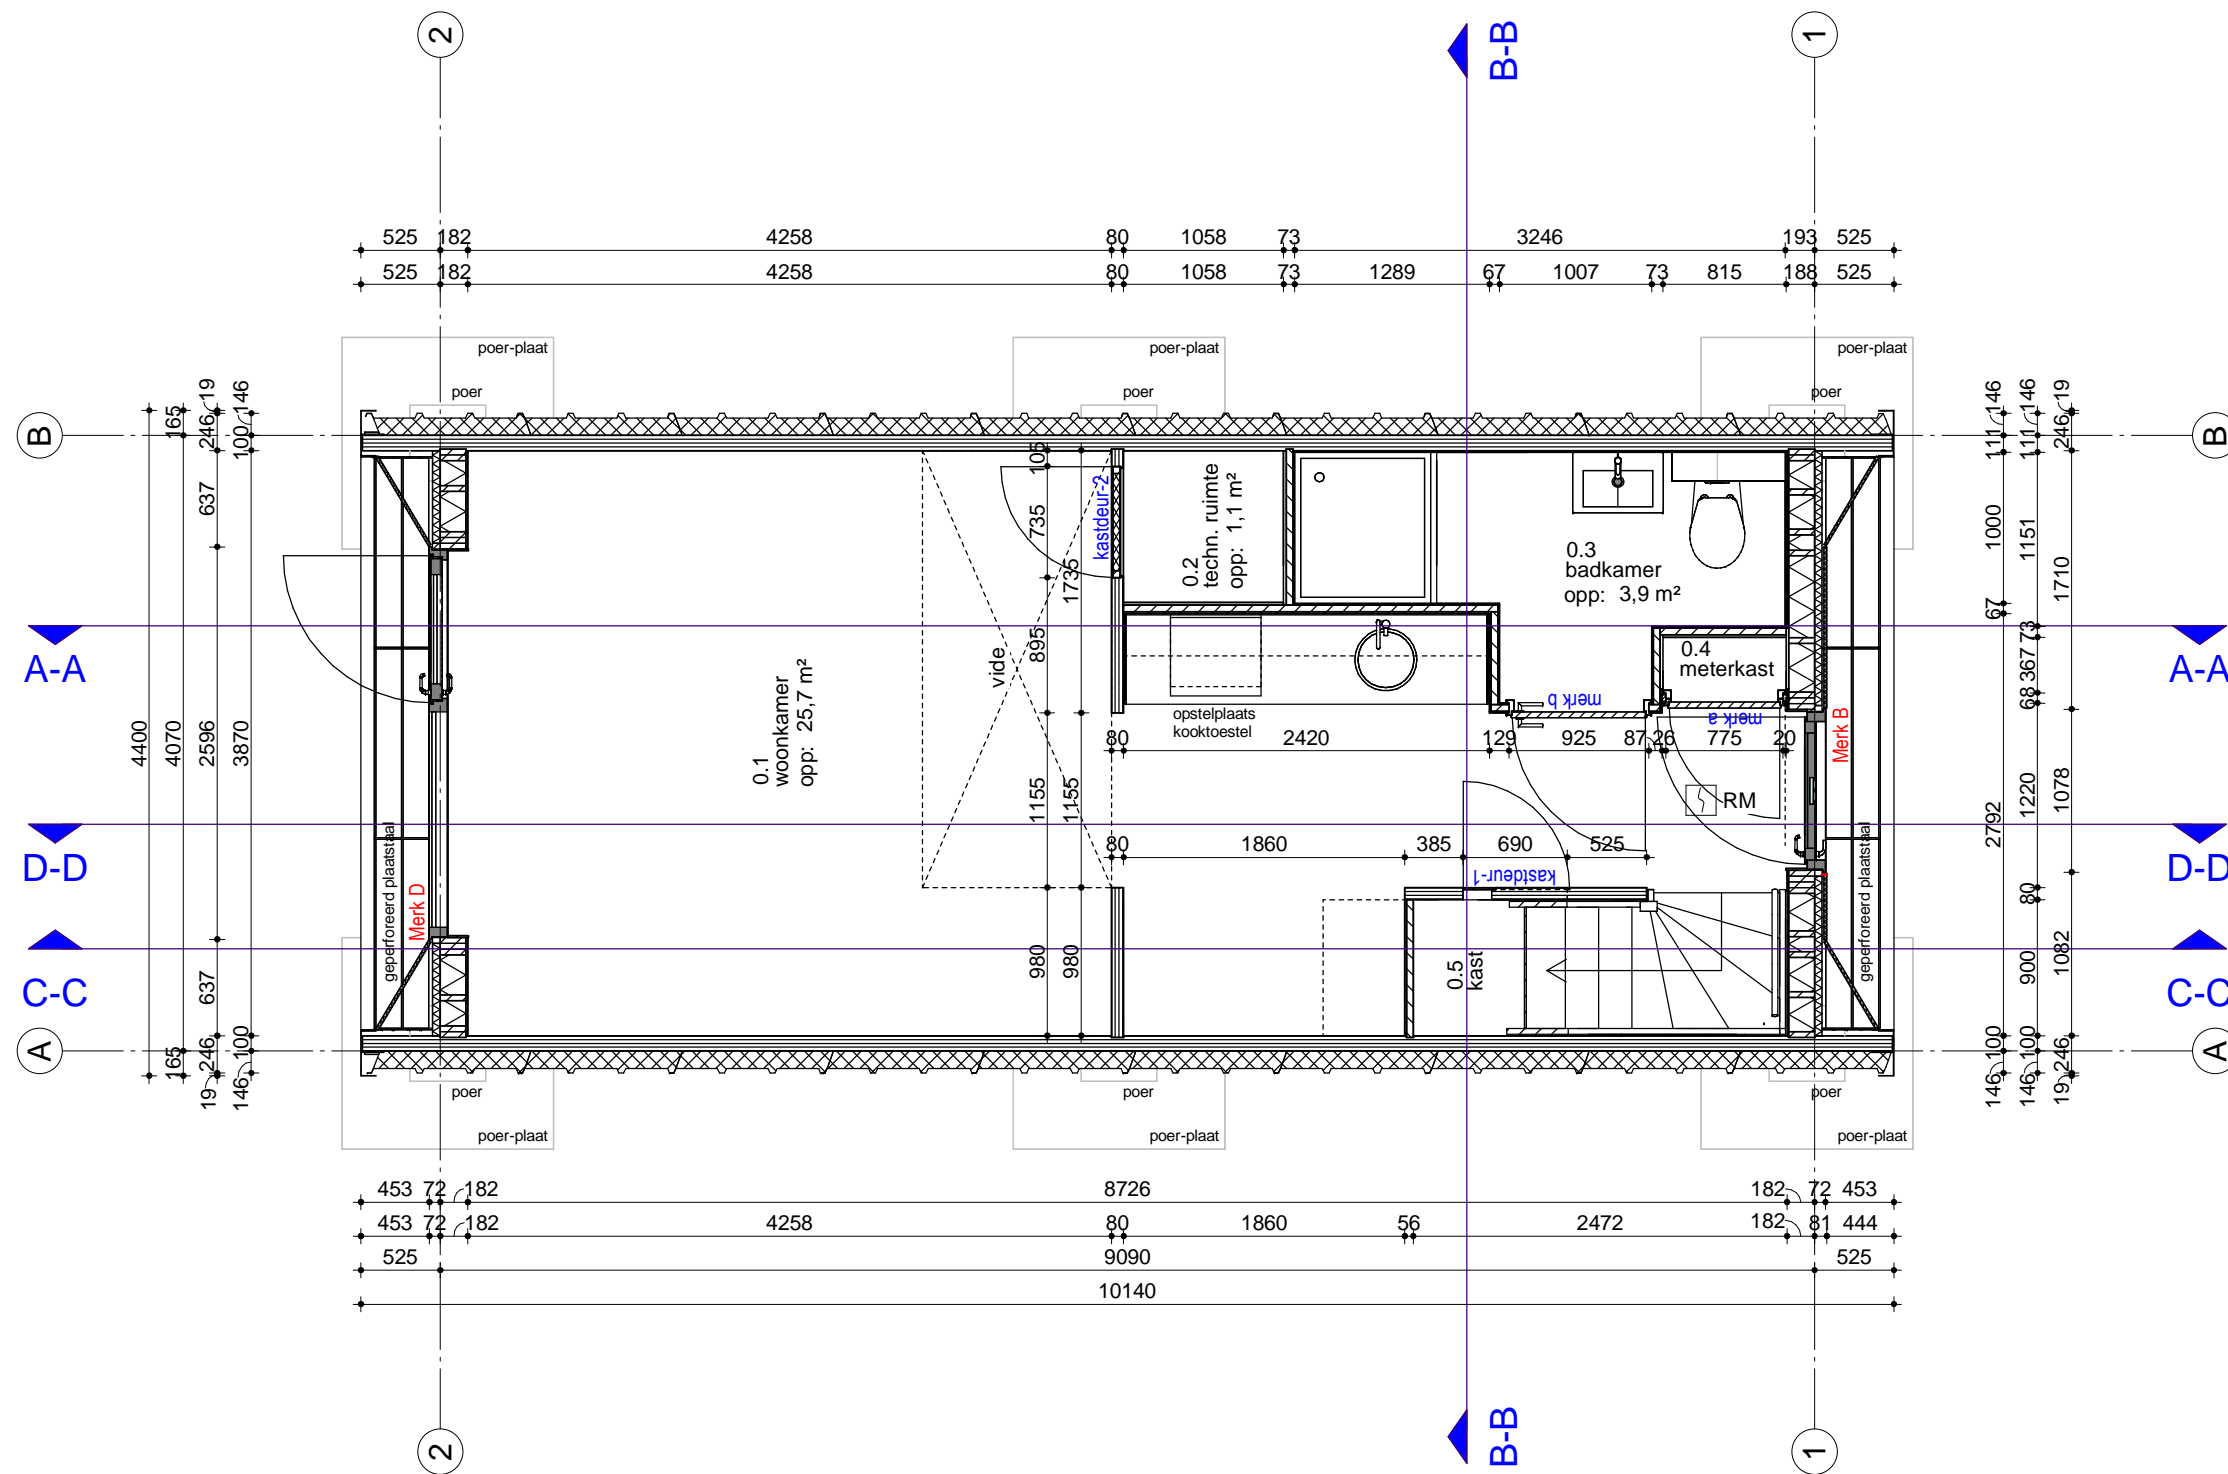 2
1
B-B
525 182 4258 80 1058 73 3246 193 525
525 182 4258 80 1058 73 1289 67 1007 73 815 188 525
poer-plaat
poer-plaat
poer-plaat
poer
poer
poer
B
B
165
246 19
100 146
637
4400
4070
2596
3870
637
165
19 246
146 100
146
111
146
111
19
246
1000
1151
1710
67
73
367
68
2792
1220
1078
80
900
1082
100
146
100
146
246
19
A-A
A-A
D-D
D-D
C-C
C-C
A
A
105
735
1735
895
1155
1155
980
980
kastdeur-2
0.2
techn. ruimte
opp: 1,1 m²
0.3
badkamer
opp: 3,9 m²
0.4
meterkast
vide
0.1
woonkamer
opp: 25,7 m²
opstelplaats
kooktoestel
merk b
merk a
Merk B
80 2420 129 925 87 26 775 20
RM
80 1860 385 690 525
kastdeur-1
0.5
kast
geperforeerd plaatstaal
Merk D
geperforeerd plaatstaal
poer
poer
poer
poer-plaat
poer-plaat
poer-plaat
453 72 182 8726 182 72 453
453 72 182 4258 80 1860 56 2472 182 81 444
525 9090 525
10140
B-B
2
1